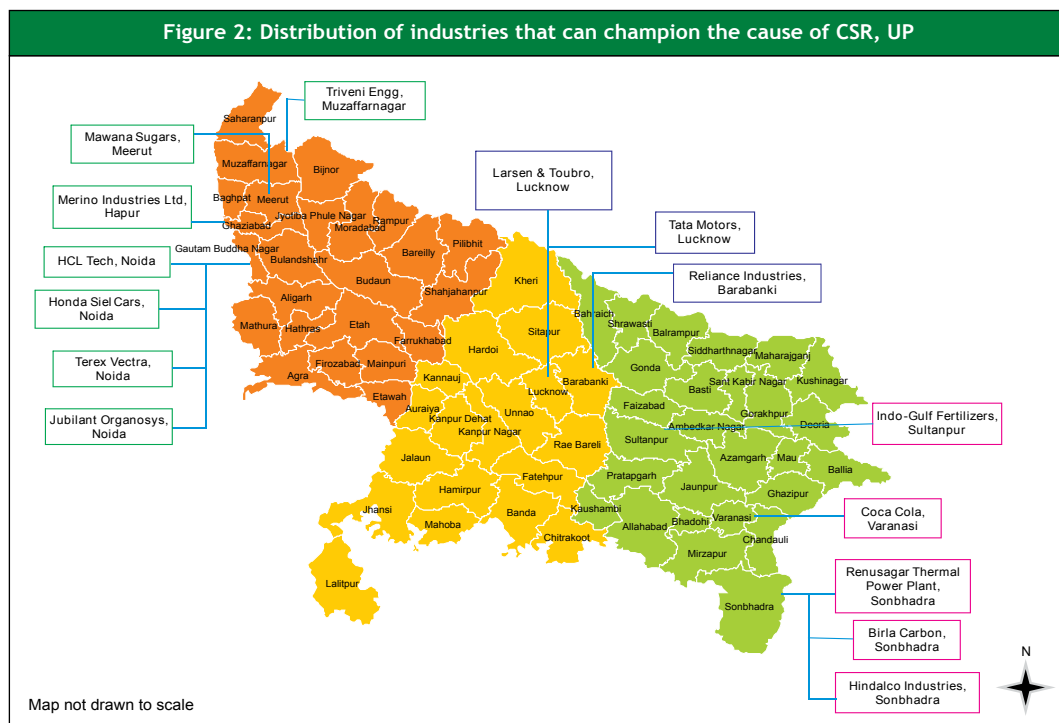 Figure 2: Distribution of industries that can champion the cause of CSR, UP
Triveni Engg,
Muzaffarnagar
Mawana Sugars,
Meerut
Merino Industries Ltd,
Hapur
HCL Tech, Noida
Honda Siel Cars,
Noida
Terex Vectra,
Noida
Jubilant Organosys,
Noida
Larsen & Toubro,
Lucknow
Tata Motors,
Lucknow
Reliance Industries,
Barabanki
Indo-Gulf Fertilizers,
Sultanpur
Coca Cola,
Varanasi
Renusagar Thermal
Power Plant,
Sonbhadra
Birla Carbon,
Sonbhadra
Hindalco Industries,
Sonbhadra
Saharanpur
Muzaffarnagar
Bijnor
Baghpat
Meerut
Jyotiba Phule Nagar
Rampur
Moradabad
Ghaziabad
Gautam Buddha Nagar
Bulandshahr
Bareilly
Pilibhit
Budaun
Shahjahanpur
Aligarh
Mathura
Hathras
Etah
Farrukhabad
Agra
Firozabad
Mainpuri
Etawah
Kheri
Sitapur
Hardoi
Kannauj
Lucknow
Barabanki
Auraiya
Kanpur Dehat
Unnao
Kanpur Nagar
Rae Bareli
Jalaun
Fatehpur
Hamirpur
Jhansi
Mahoba
Banda
Chitrakoot
Lalitpur
Bahraich
Shrawasti
Balrampur
Siddharthnagar
Maharajganj
Gonda
Basti
Sant Kabir Nagar
Kushinagar
Faizabad
Gorakhpur
Deoria
Ambedkar Nagar
Sultanpur
Azamgarh
Mau
Ballia
Pratapgarh
Jaunpur
Ghazipur
Kaushambi
Allahabad
Bhadohi
Varanasi
Chandauli
Mirzapur
Sonbhadra
N
Map not drawn to scale